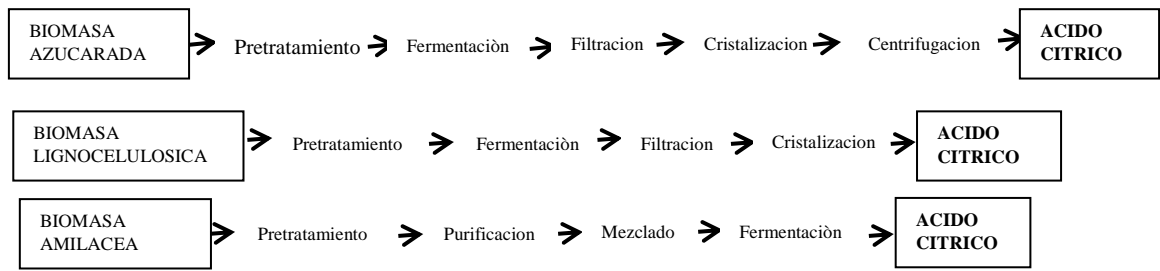 BIOMASA
AZUCARADA
Pretratamiento
Fermentaciòn
Filtracion
Cristalizacion
Centrifugacion
ACIDO
CITRICO
BIOMASA
LIGNOCELULOSICA
Pretratamiento
Fermentaciòn
Filtracion
Cristalizacion
ACIDO
CITRICO
BIOMASA
AMILACEA
Pretratamiento
Purificacion
Mezclado
Fermentaciòn
ACIDO
CITRICO